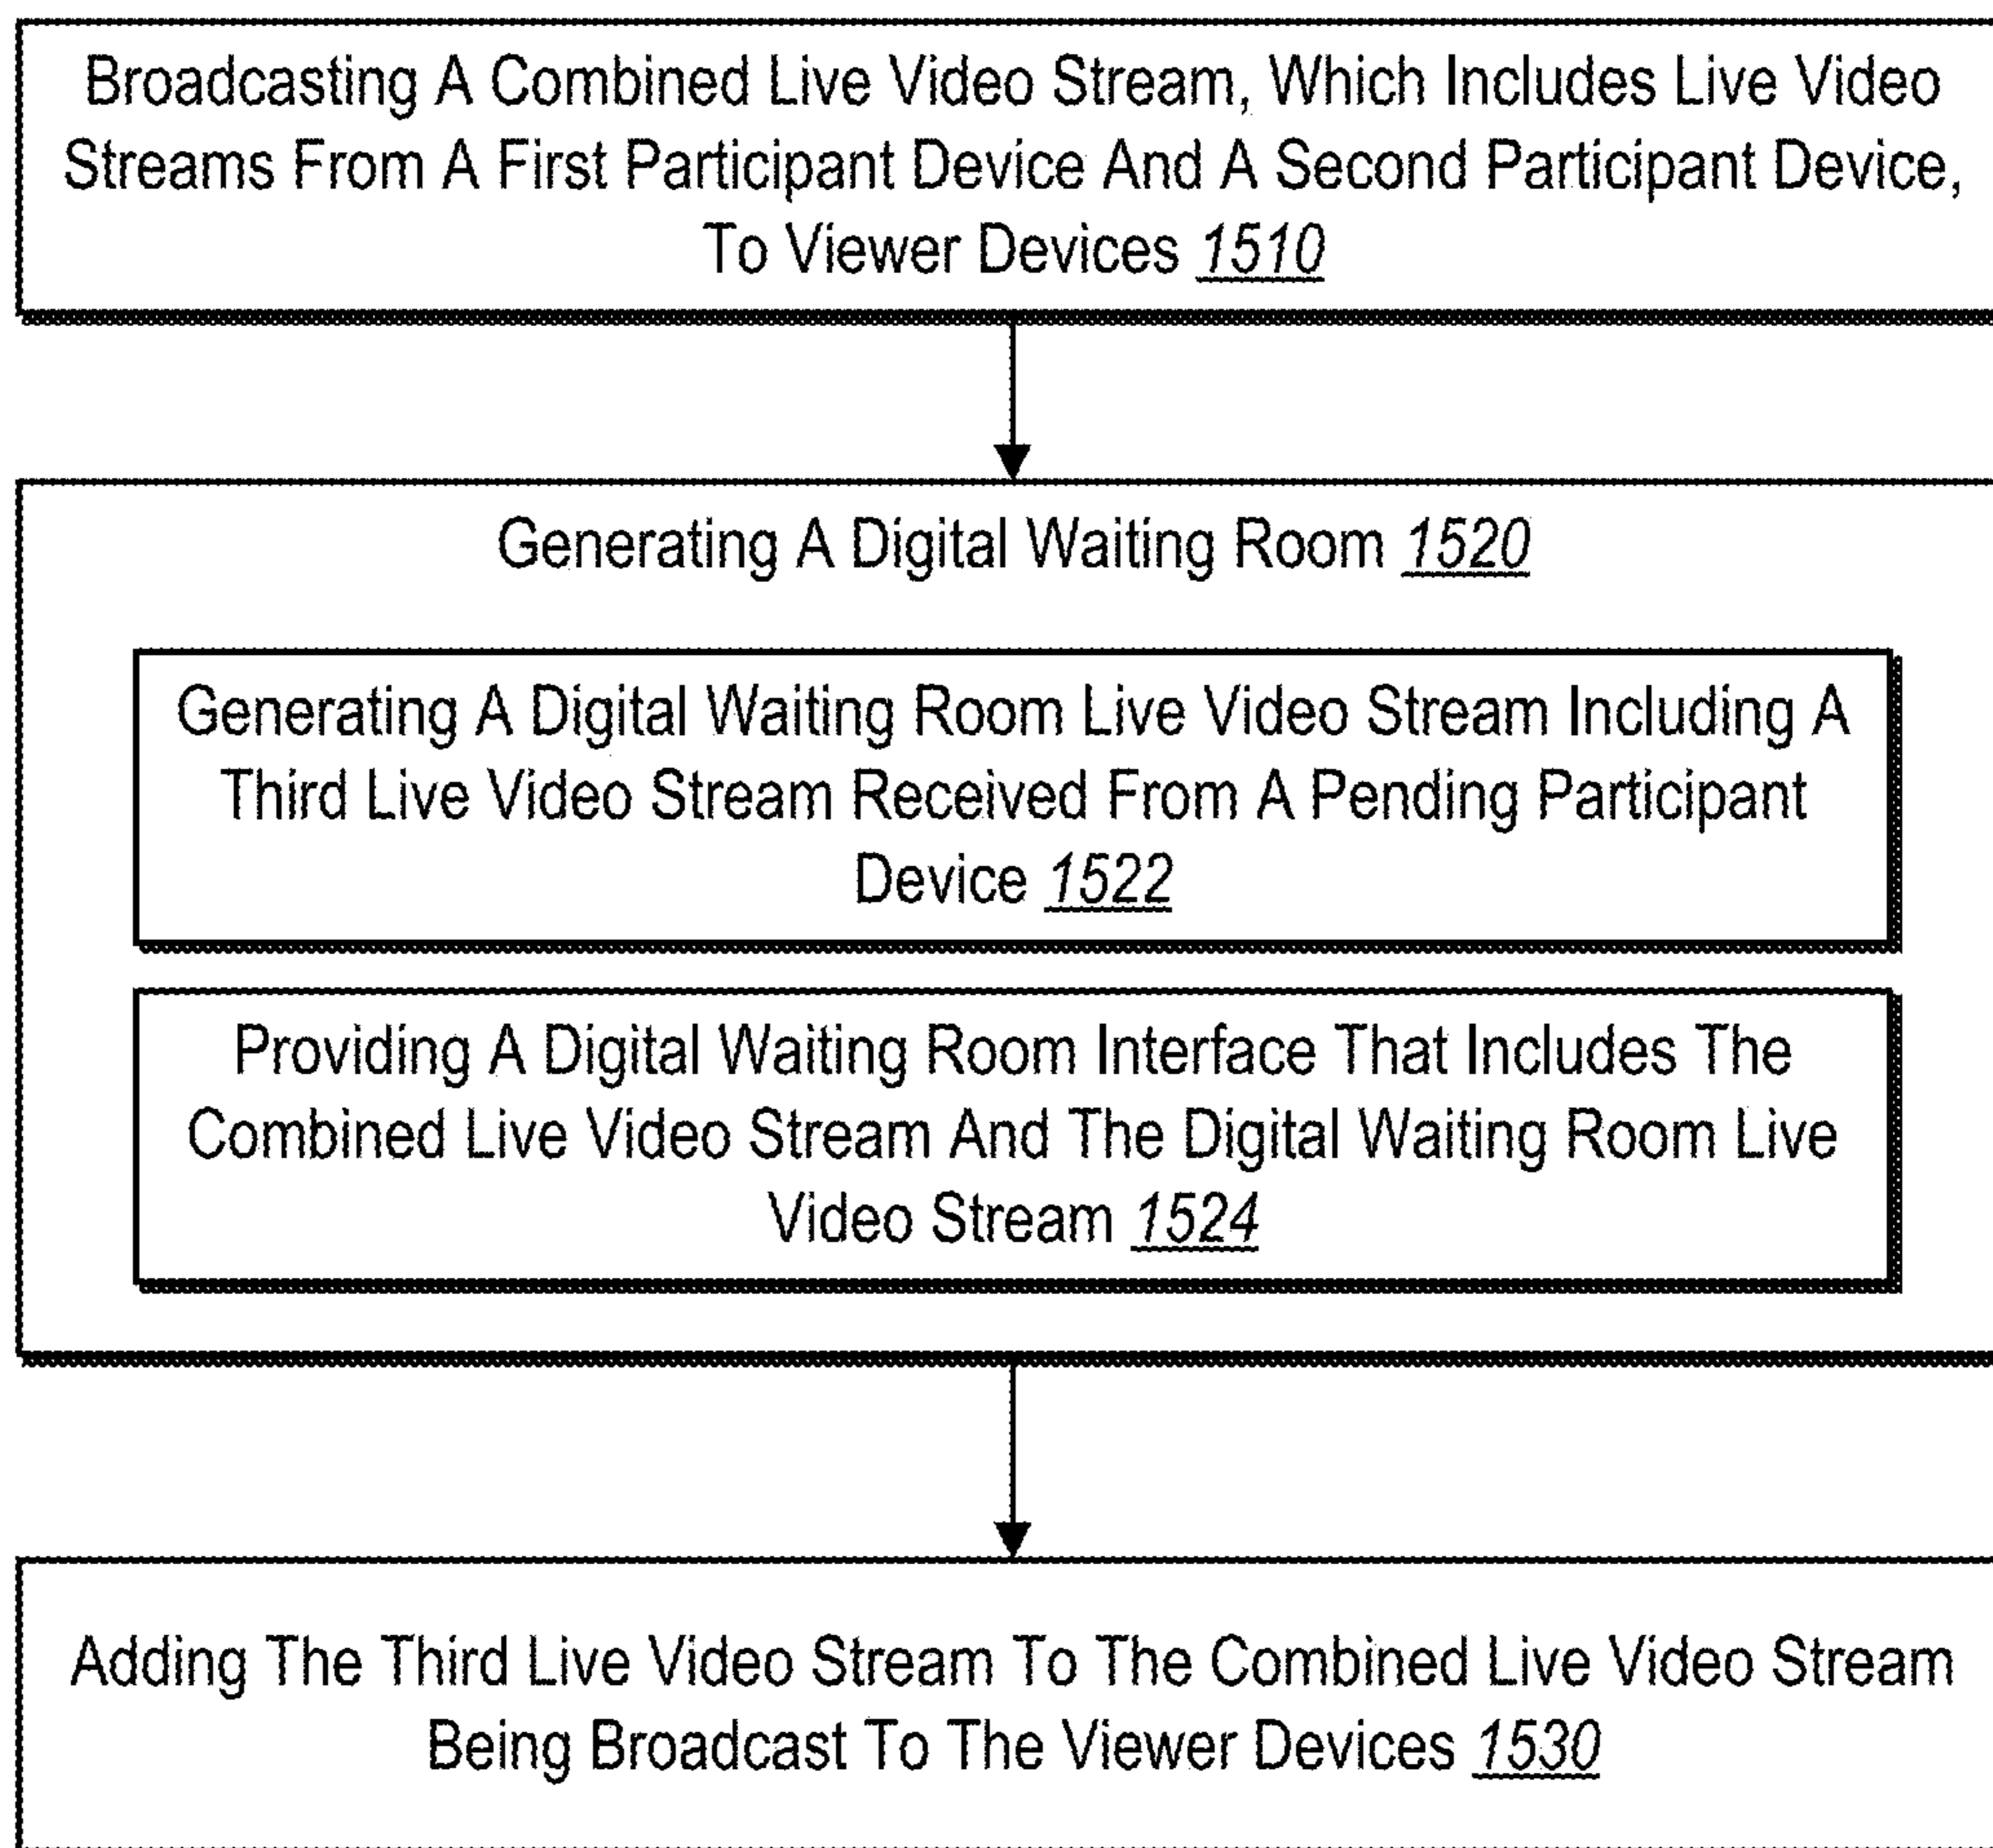 Broadcasting A Combined Live Video Stream, Which Includes Live Video
Streams From A First Participant Device And A Second Participant Device,
To Viewer Devices 1510
Generating A Digital Waiting Room 1520
Generating A Digital Waiting Room Live Video Stream Including A
Third Live Video Stream Received From A Pending Participant
Device 1522
Providing A Digital Waiting Room Interface That Includes The
Combined Live Video Stream And The Digital Waiting Room Live
Video Stream 1524
Adding The Third Live Video Stream To The Combined Live Video Stream
Being Broadcast To The Viewer Devices 1530